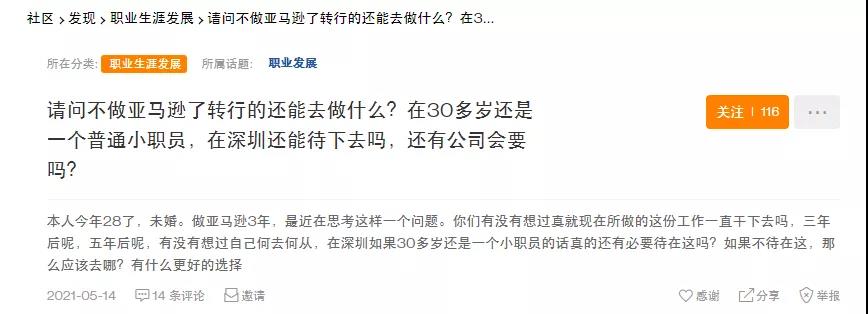 社区 > 发现 > 职业生涯发展 > 请问不做亚马逊了转行的还能去做什么？在3...
所在分类: 职业生涯发展 所属话题: 职业发展
请问不做亚马逊了转行的还能去做什么？在30多岁还是
一个普通小职员，在深圳还能待下去吗，还有公司会要
吗？
关注 | 116
...
本人今年28了，未婚。做亚马逊3年，最近在思考这样一个问题。你们有没有想过真就现在所做的这份工作一直干下去吗，三年
后呢，五年后呢，有没有想过自己何去何从，在深圳如果30多岁还是一个小职员的话真的还有必要待在这吗？如果不待在这，那
么应该去哪？有什么更好的选择
2021-05-14 14 条评论 邀请 感谢 分享 举报